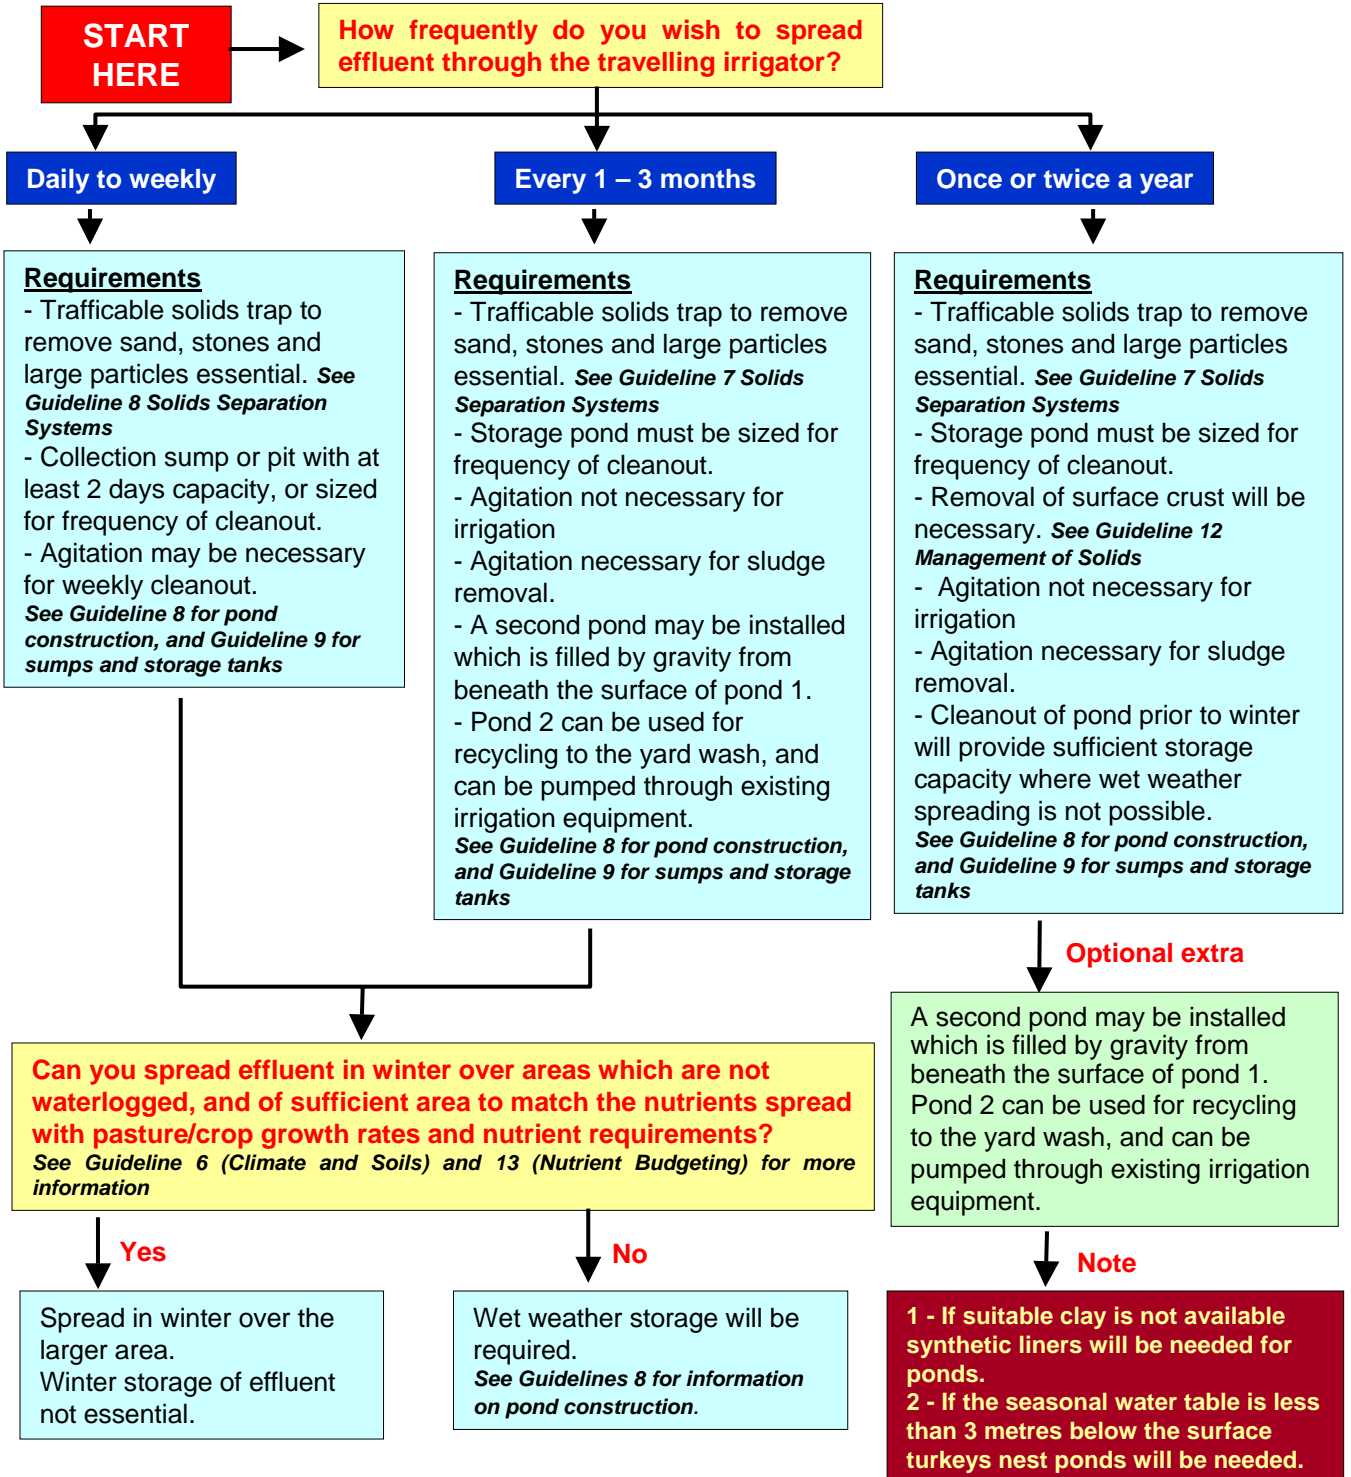 START
HERE
How frequently do you wish to spread
effluent through the travelling irrigator?
Daily to weekly
Every 1 – 3 months
Once or twice a year
Requirements
- Trafficable solids trap to
remove sand, stones and
large particles essential. See
Guideline 8 Solids Separation
Systems
- Collection sump or pit with at
least 2 days capacity, or sized
for frequency of cleanout.
- Agitation may be necessary
for weekly cleanout.
See Guideline 8 for pond
construction, and Guideline 9 for
sumps and storage tanks
Requirements
- Trafficable solids trap to remove
sand, stones and large particles
essential. See Guideline 7 Solids
Separation Systems
- Storage pond must be sized for
frequency of cleanout.
- Agitation not necessary for
irrigation
- Agitation necessary for sludge
removal.
- A second pond may be installed
which is filled by gravity from
beneath the surface of pond 1.
- Pond 2 can be used for
recycling to the yard wash, and
can be pumped through existing
irrigation equipment.
See Guideline 8 for pond construction,
and Guideline 9 for sumps and storage
tanks
Requirements
- Trafficable solids trap to remove
sand, stones and large particles
essential. See Guideline 7 Solids
Separation Systems
- Storage pond must be sized for
frequency of cleanout.
- Removal of surface crust will be
necessary. See Guideline 12
Management of Solids
- Agitation not necessary for
irrigation
- Agitation necessary for sludge
removal.
- Cleanout of pond prior to winter
will provide sufficient storage
capacity where wet weather
spreading is not possible.
See Guideline 8 for pond construction,
and Guideline 9 for sumps and storage
tanks
Optional extra
A second pond may be installed
which is filled by gravity from
beneath the surface of pond 1.
Pond 2 can be used for recycling
to the yard wash, and can be
pumped through existing irrigation
equipment.
Can you spread effluent in winter over areas which are not
waterlogged, and of sufficient area to match the nutrients spread
with pasture/crop growth rates and nutrient requirements?
See Guideline 6 (Climate and Soils) and 13 (Nutrient Budgeting) for more
information
Yes
No
Note
Spread in winter over the
larger area.
Winter storage of effluent
not essential.
Wet weather storage will be
required.
See Guidelines 8 for information
on pond construction.
1 - If suitable clay is not available
synthetic liners will be needed for
ponds.
2 - If the seasonal water table is less
than 3 metres below the surface
turkeys nest ponds will be needed.